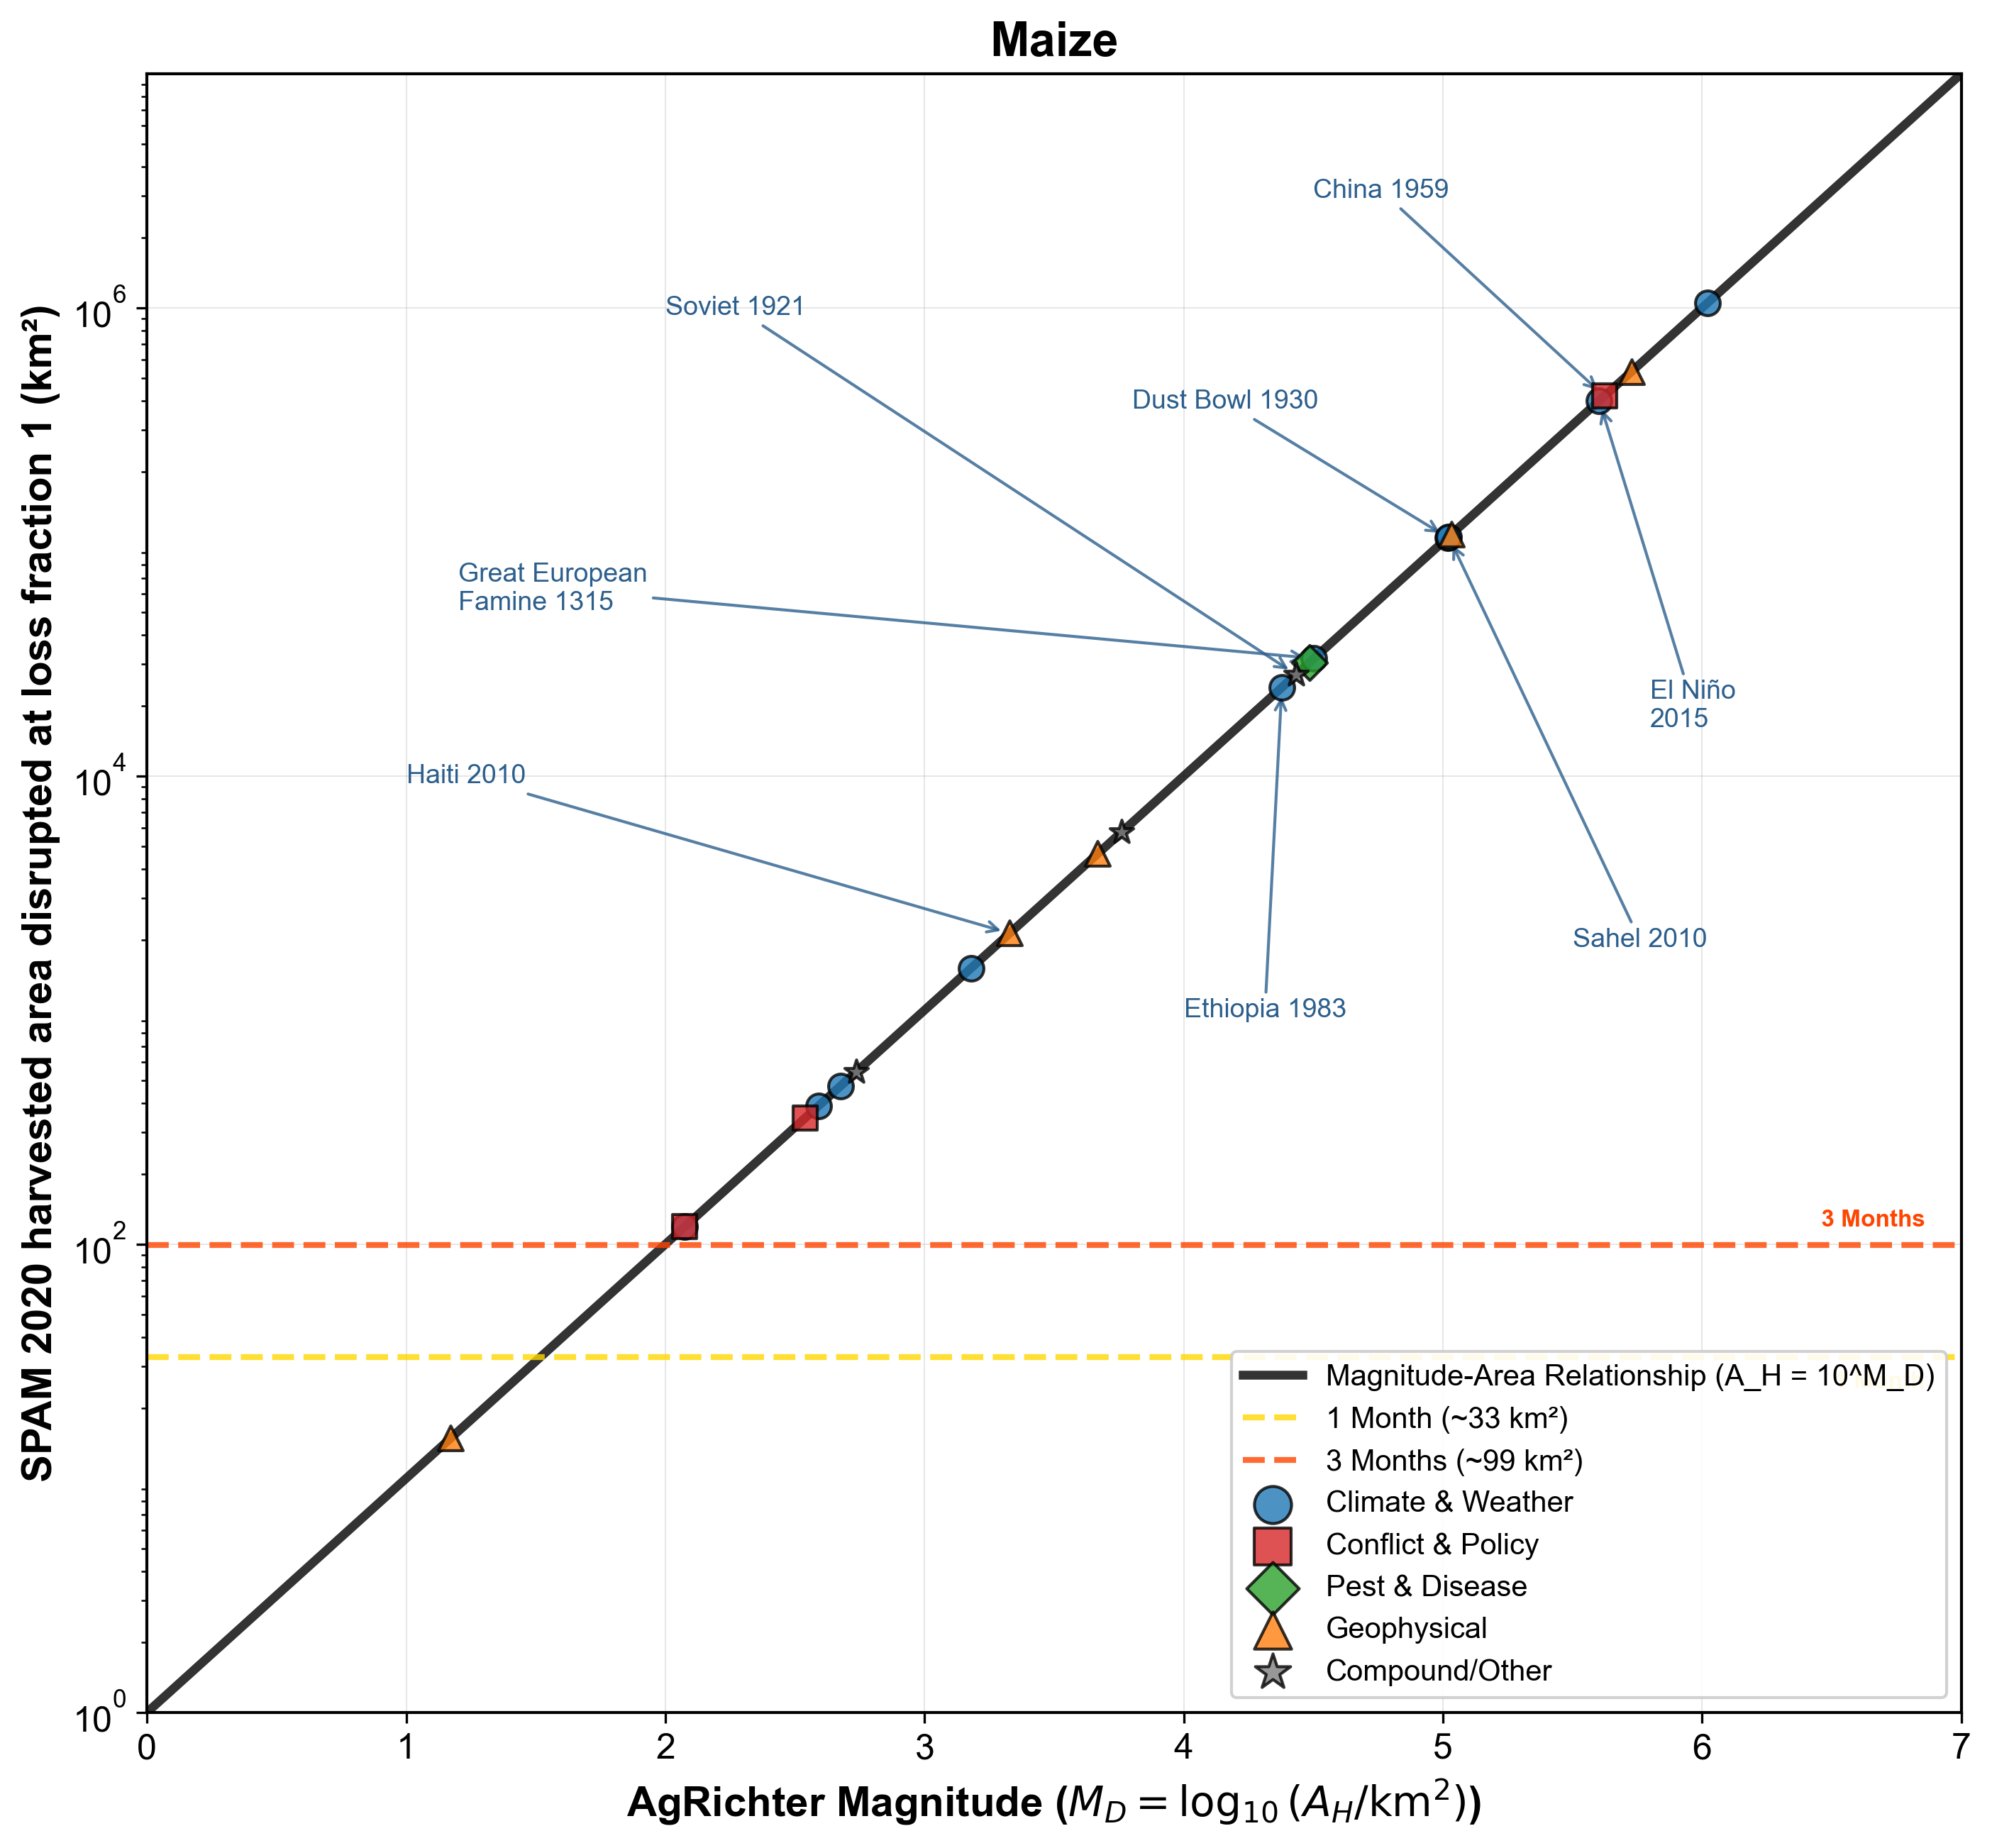 Maize
SPAM 2020 harvested area disrupted at loss fraction 1 (km²)
10^6
10^4
10^2
10^0
China 1959
Soviet 1921
Dust Bowl 1930
Great European
Famine 1315
El Niño
2015
Haiti 2010
Sahel 2010
Ethiopia 1983
3 Months
Magnitude-Area Relationship (A_H = 10^M_D)
1 Month (~33 km²)
3 Months (~99 km²)
Climate & Weather
Conflict & Policy
Pest & Disease
Geophysical
Compound/Other
0 1 2 3 4 5 6 7
AgRichter Magnitude (M_D = log₁₀(A_H/km²))